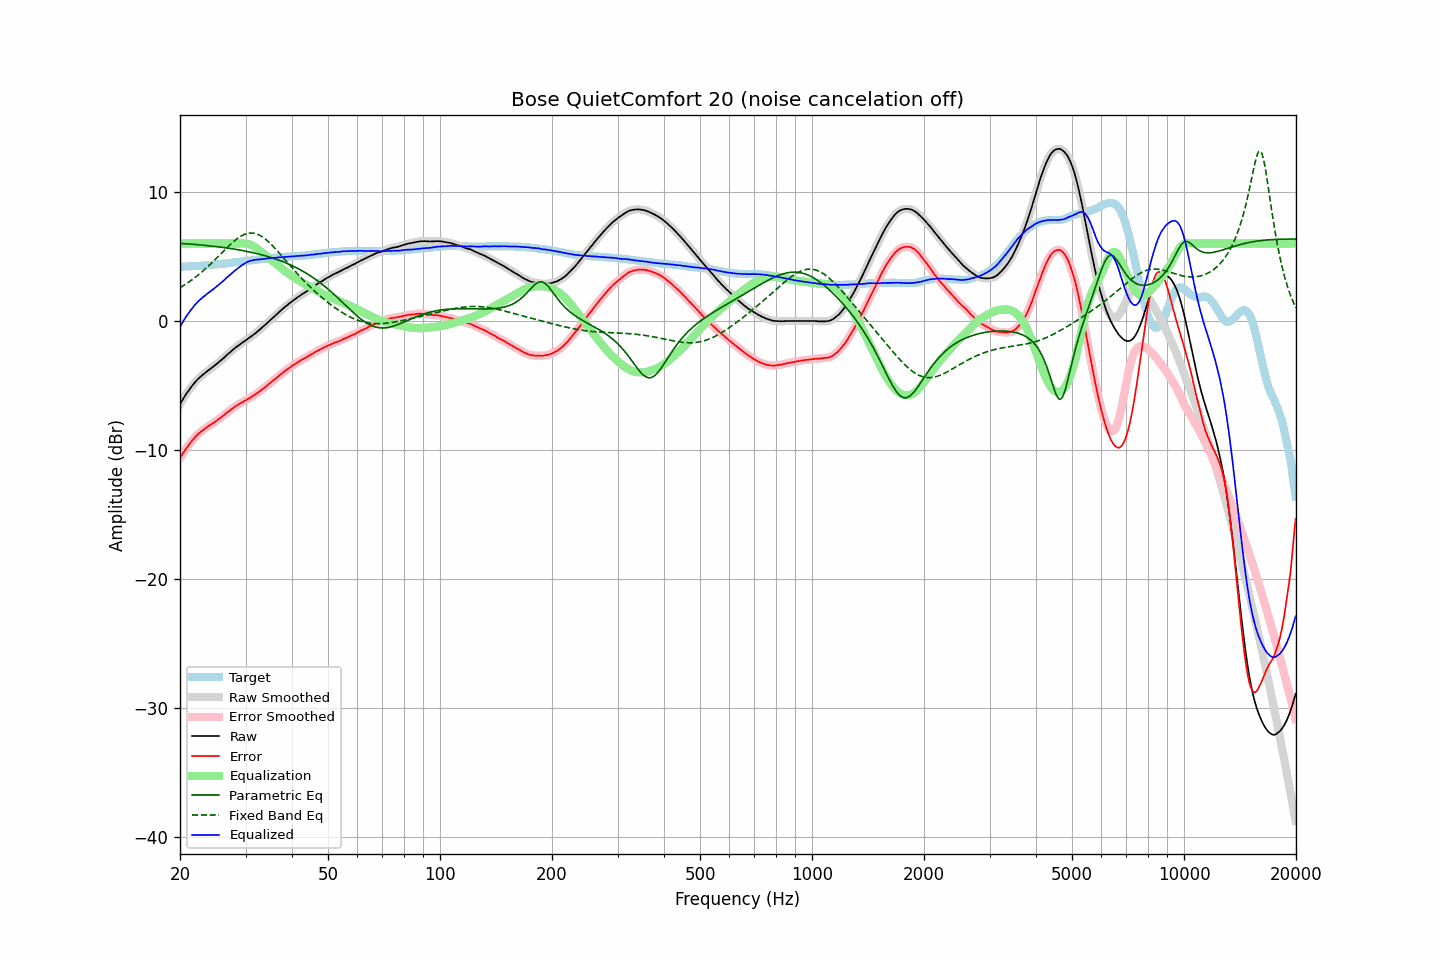 Bose QuietComfort 20 (noise cancelation off)
Amplitude (dBr)
10
0
−10
−20
−30
−40
Target
Raw Smoothed
Error Smoothed
Raw
Error
Equalization
Parametric Eq
Fixed Band Eq
Equalized
20 50 100 200 500 1000 2000 5000 10000 20000
Frequency (Hz)